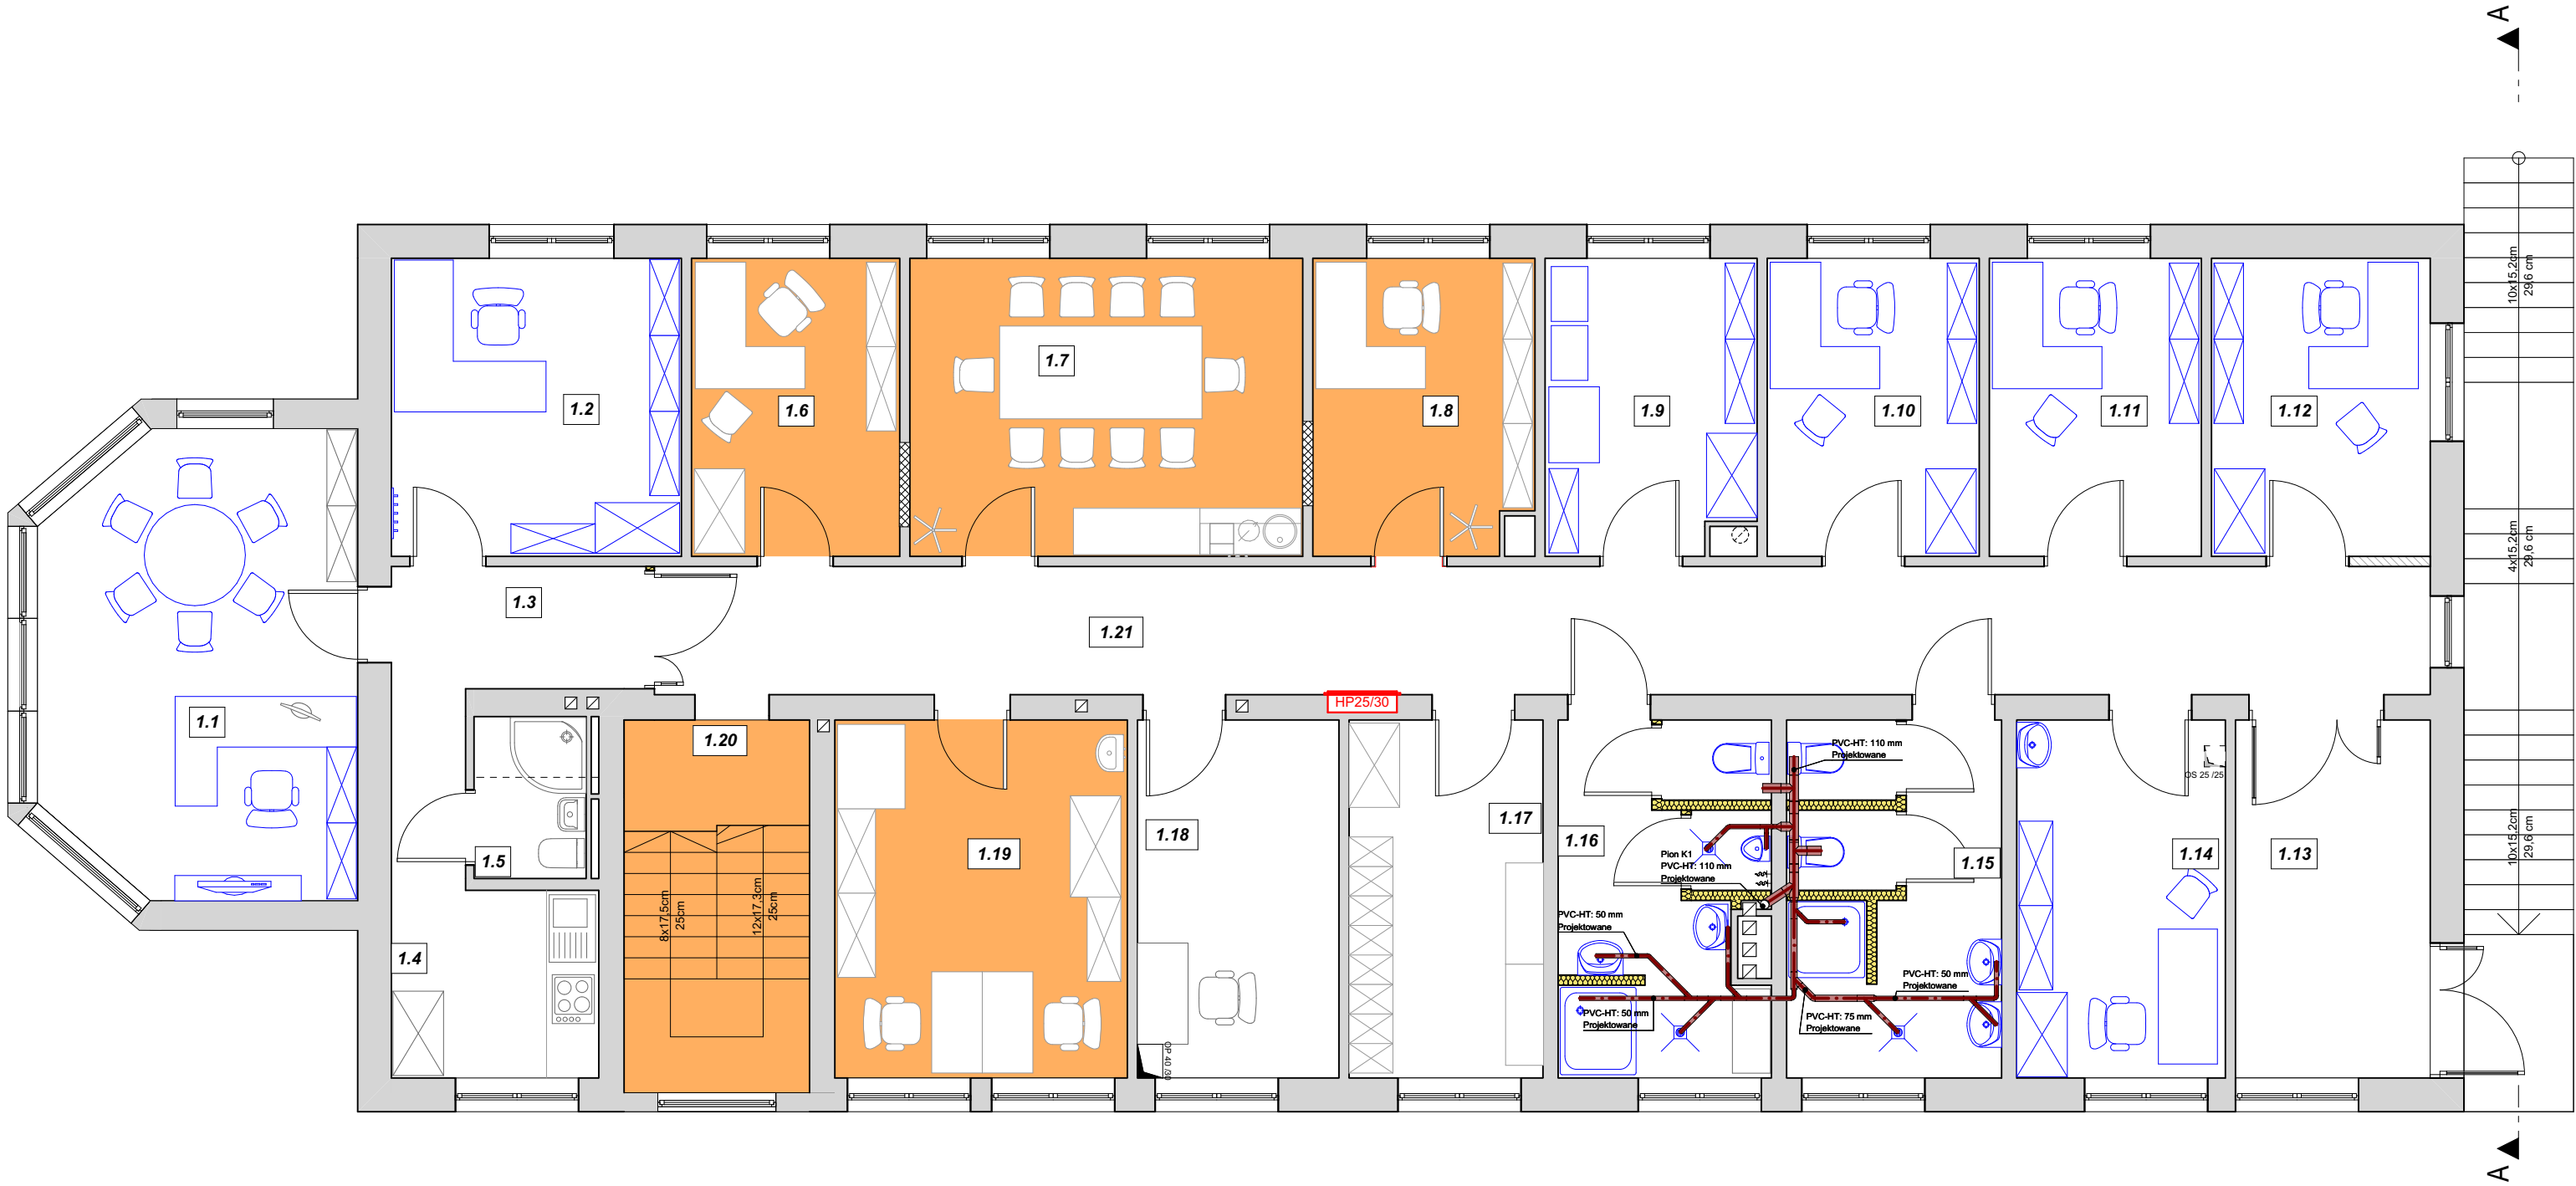 A
10x15,2cm
29,6 cm
1.7
1.2
1.6
1.8
1.9
1.10
1.11
1.12
4x15,2cm
29,6 cm
1.3
1.21
HP25/30
1.1
1.20
PVC-HT: 110 mm
Projektowane
OS 25 /25
1.17
1.18
1.16
1.19
1.5
Pion K1
PVC-HT: 110 mm
Projektowane
1.15
1.14
1.13
10x15,2cm
29,6 cm
8x17,5cm
25cm
12x17,3cm
25cm
PVC-HT: 50 mm
Projektowane
1.4
PVC-HT: 50 mm
Projektowane
PVC-HT: 50 mm
Projektowane
PVC-HT: 75 mm
Projektowane
OP 40 /30
A